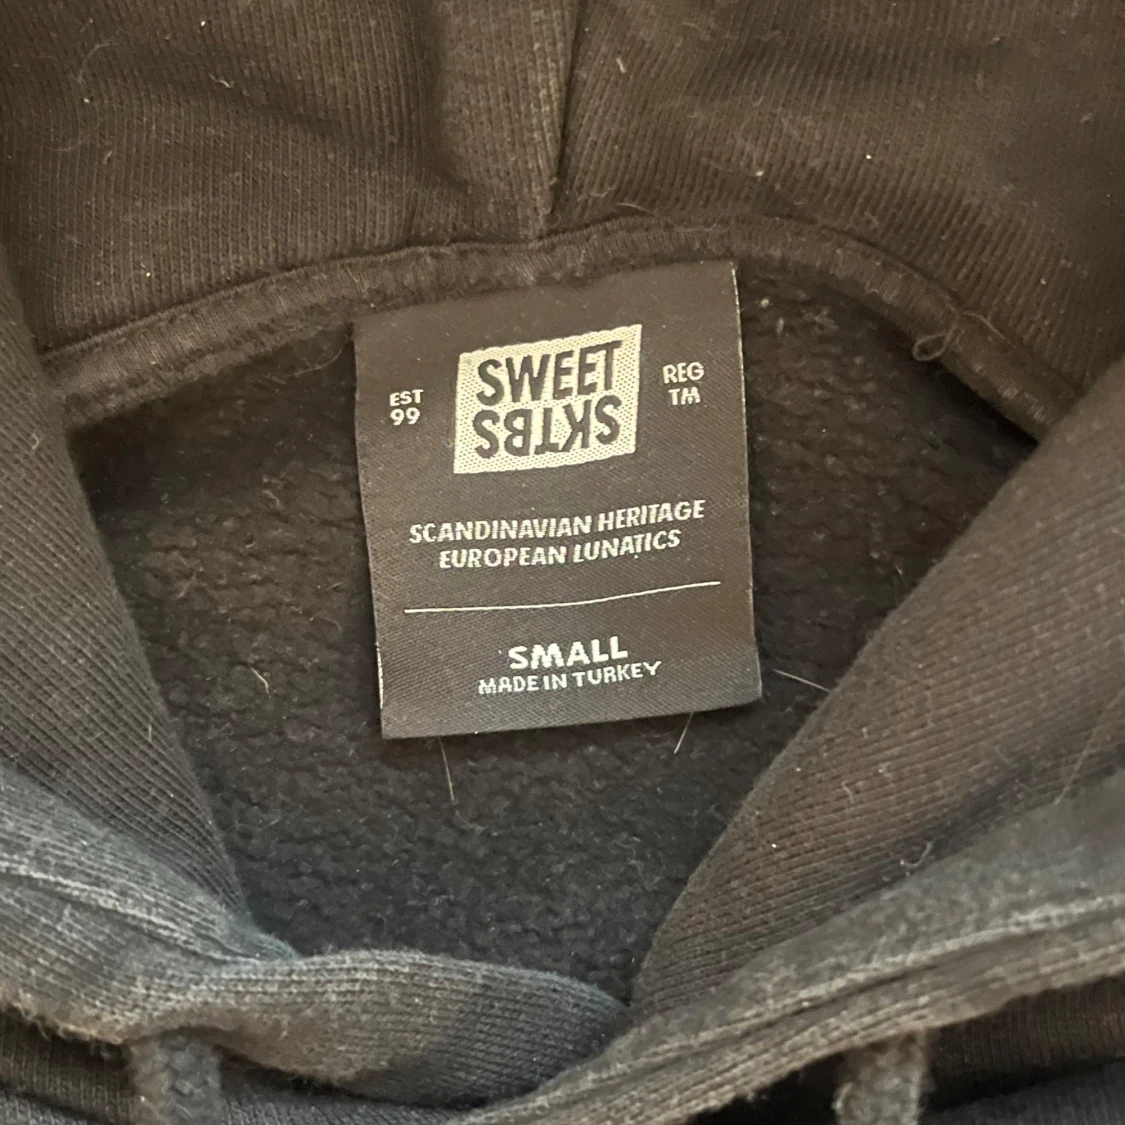 SWEET
SKTBS
EST
99
REG
TM
SCANDINAVIAN HERITAGE
EUROPEAN LUNATICS
SMALL
MADE IN TURKEY